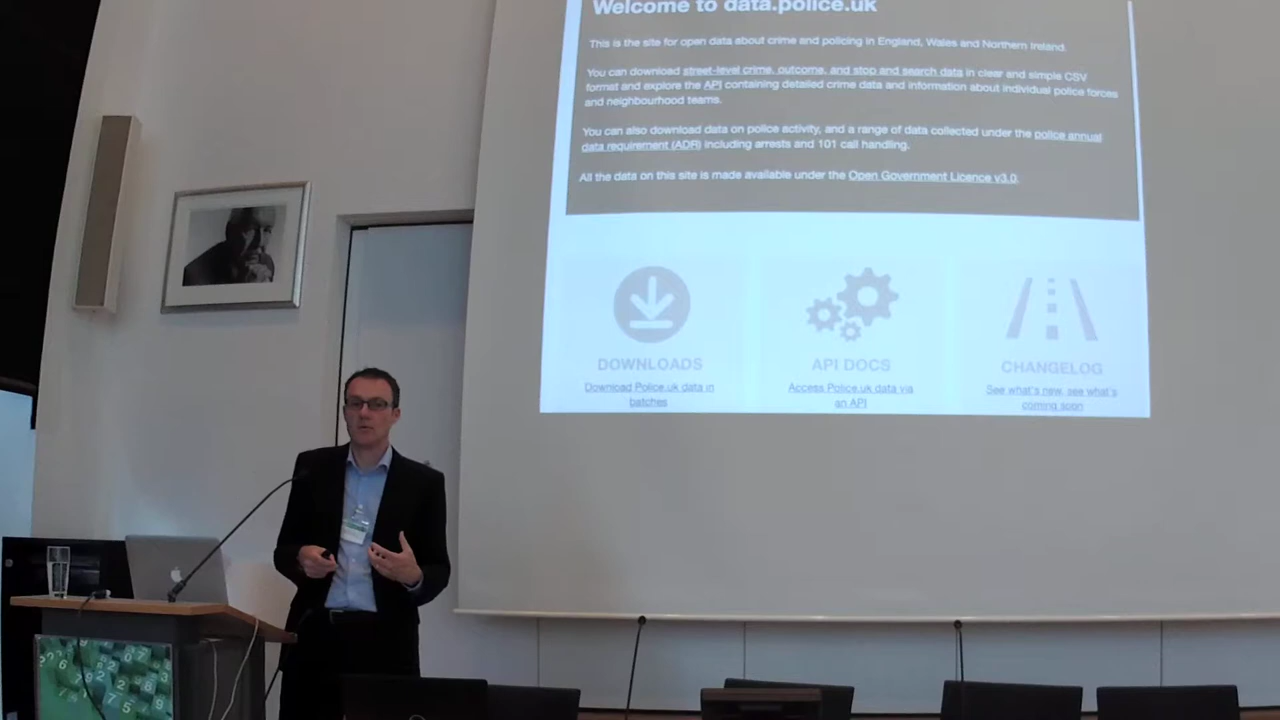 Welcome to data.police.uk
This is the site for open data about crime and policing in England, Wales and Northern Ireland.
You can download street-level crime, outcome, and stop and search data in clear and simple CSV
format and explore the API containing detailed crime data and information about individual police forces
and neighbourhood teams.
You can also download data on police activity, and a range of data collected under the police annual
data requirement (ADR) including arrests and 101 call handling.
All the data on this site is made available under the Open Government Licence v3.0.
DOWNLOADS
Download Police.uk data in
batches
API DOCS
Access Police.uk data via
an API
CHANGELOG
See what's new, see what's
coming soon